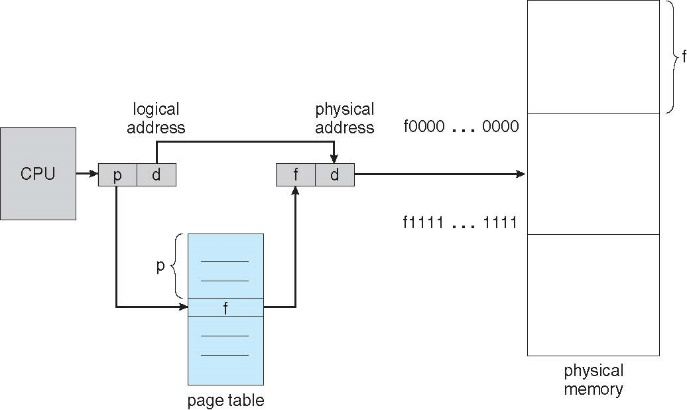 logical
address
physical
address
f0000 ... 0000
f
CPU
p
d
f
d
f1111 ... 1111
p
f
page table
physical
memory